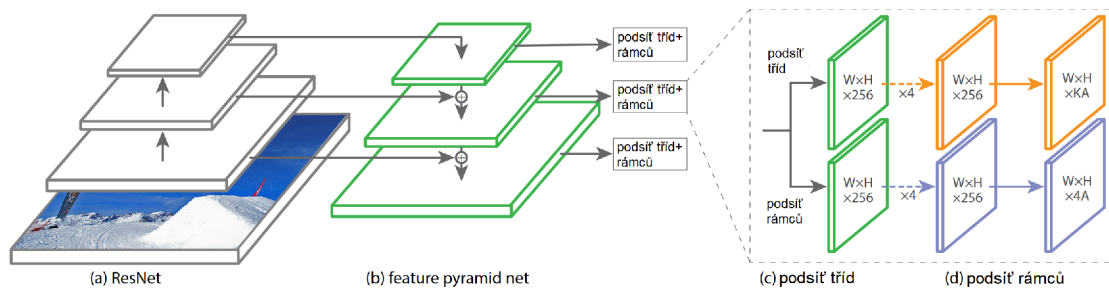 podsíť tříd+
rámců
podsíť tříd+
rámců
podsíť tříd+
rámců
(a) ResNet
(b) feature pyramid net
podsíť
tříd
W×H
×256
×4
W×H
×256
W×H
×KA
podsíť
rámců
W×H
×256
×4
W×H
×256
W×H
×4A
(c) podsíť tříd
(d) podsíť rámců